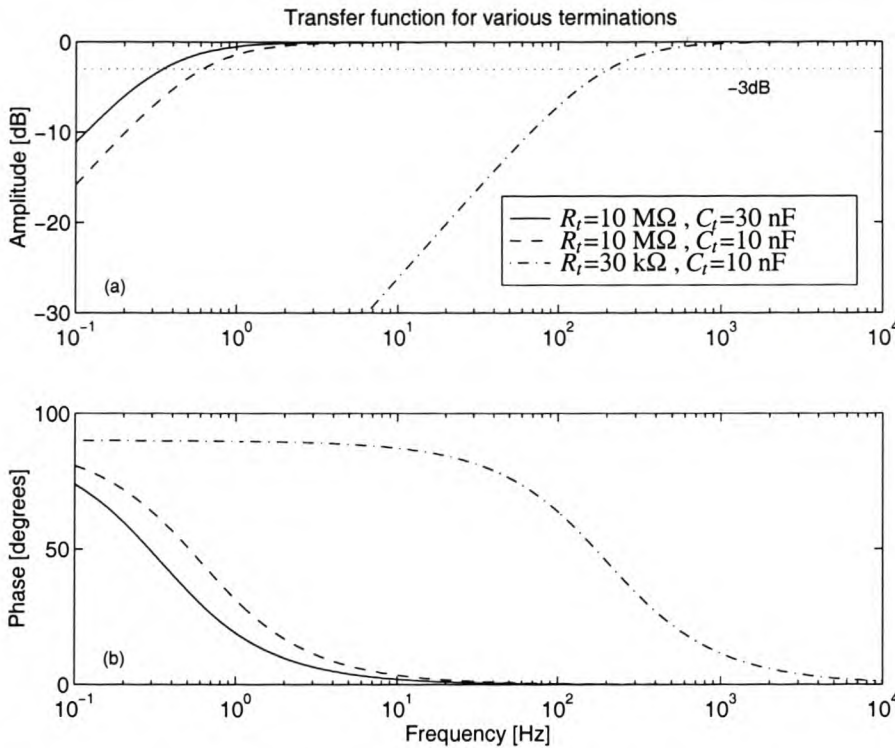 Transfer function for various terminations
Amplitude [dB]
0
−10
−20
−30
−3dB
R_t=10 MΩ , C_t=30 nF
R_t=10 MΩ , C_t=10 nF
R_t=30 kΩ , C_t=10 nF
(a)
10^−1 10^0 10^1 10^2 10^3 10^4
Phase [degrees]
100
50
0
(b)
10^−1 10^0 10^1 10^2 10^3 10^4
Frequency [Hz]